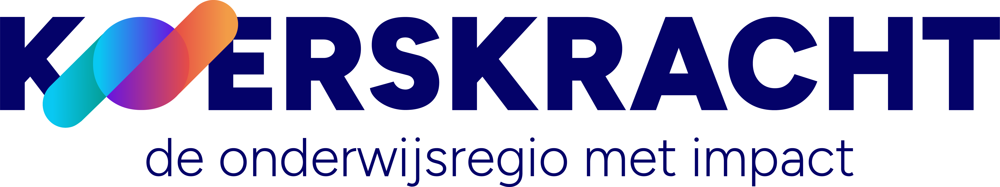 KOERSKRACHT
de onderwijsregio met impact